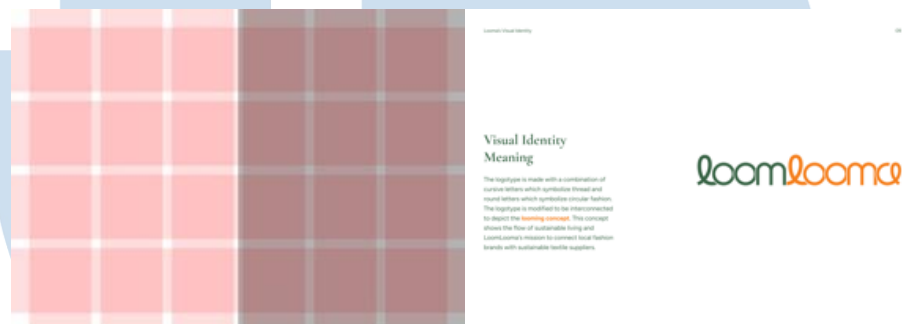 Loomola Visual Identity
09
Visual Identity
Meaning
The logotype is made with a combination of
cursive letters which symbolize thread and
round letters which symbolize circular fashion.
The logotype is modified to be interconnected
to depict the looming concept. This concept
shows the flow of sustainable living and
LoomLooma's mission to connect local fashion
brands with sustainable textile suppliers.
loomlooma